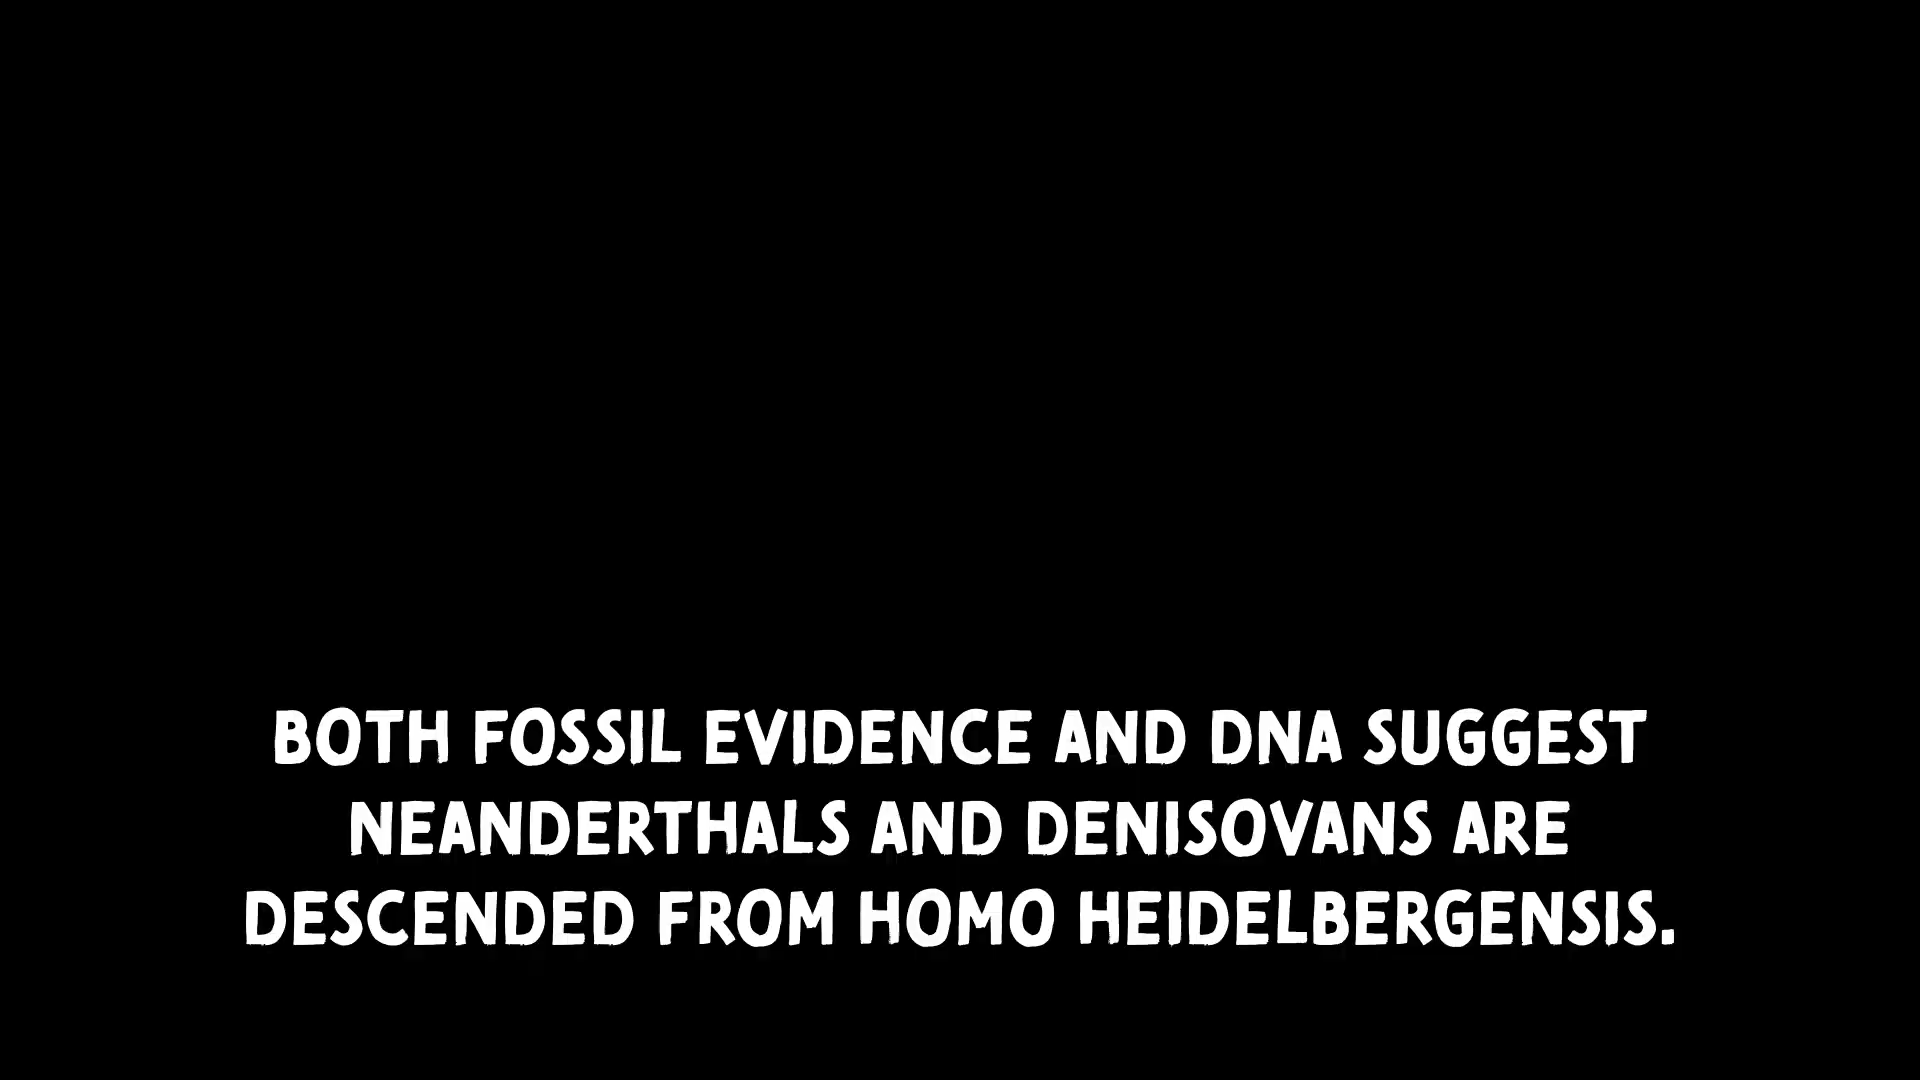 BOTH FOSSIL EVIDENCE AND DNA SUGGEST
NEANDERTHALS AND DENISOVANS ARE
DESCENDED FROM HOMO HEIDELBERGENSIS.